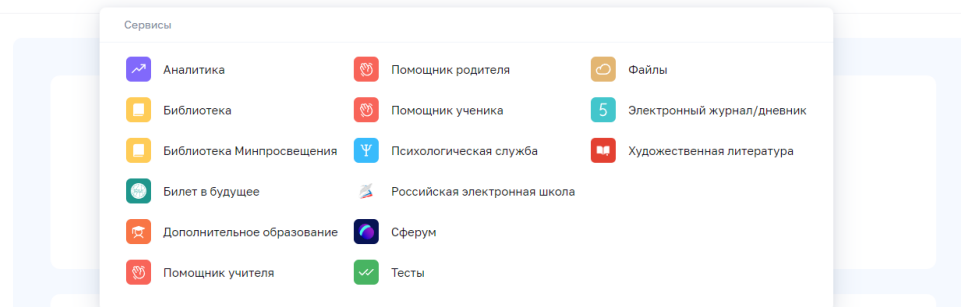 Сервисы
Аналитика
Библиотека
Библиотека Минпросвещения
Билет в будущее
Дополнительное образование
Помощник учителя
Помощник родителя
Помощник ученика
Психологическая служба
Российская электронная школа
Сферум
Тесты
Файлы
5
Электронный журнал/дневник
Художественная литература